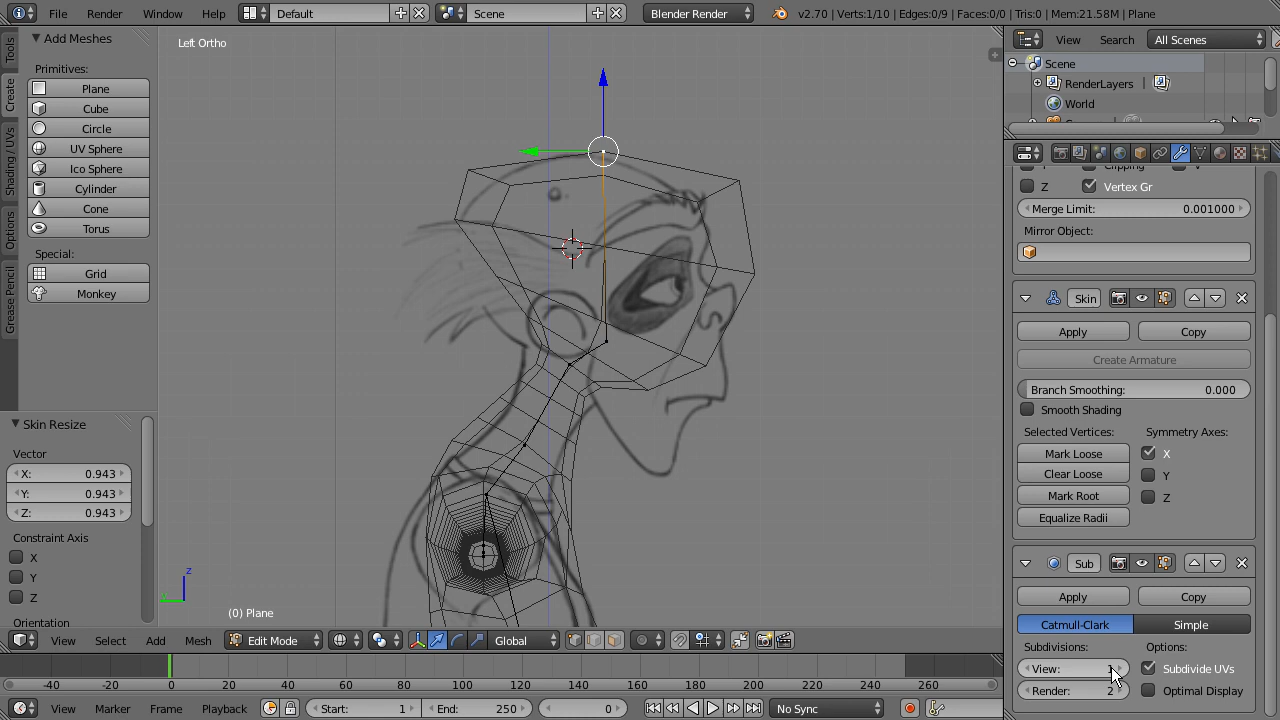 File Render Window Help Default Scene Blender Render v2.70 | Verts:1/10 | Edges:0/9 | Faces:0/0 | Tris:0 | Mem:21.58M | Plane
Tools
Create
Shading / UVs
Options
Grease Pencil
Add Meshes
Primitives:
Plane
Cube
Circle
UV Sphere
Ico Sphere
Cylinder
Cone
Torus
Special:
Grid
Monkey
Skin Resize
Vector
X: 0.943
Y: 0.943
Z: 0.943
Constraint Axis
X
Y
Z
Orientation
Left Ortho
z
(0) Plane
View Select Add Mesh Edit Mode Global
-40 -20 0 20 40 60 80 100 120 140 160 180 200 220 240 260
View Marker Frame Playback Start: 1 End: 250 0 No Sync
View Search All Scenes
Scene
RenderLayers |
World
Z Vertex Gr
Merge Limit: 0.001000
Mirror Object:
Skin
Apply Copy
Create Armature
Branch Smoothing: 0.000
Smooth Shading
Selected Vertices: Symmetry Axes:
Mark Loose X
Clear Loose Y
Mark Root Z
Equalize Radii
Sub
Apply Copy
Catmull-Clark Simple
Subdivisions: Options:
View: Subdivide UVs
Render: 2 Optimal Display